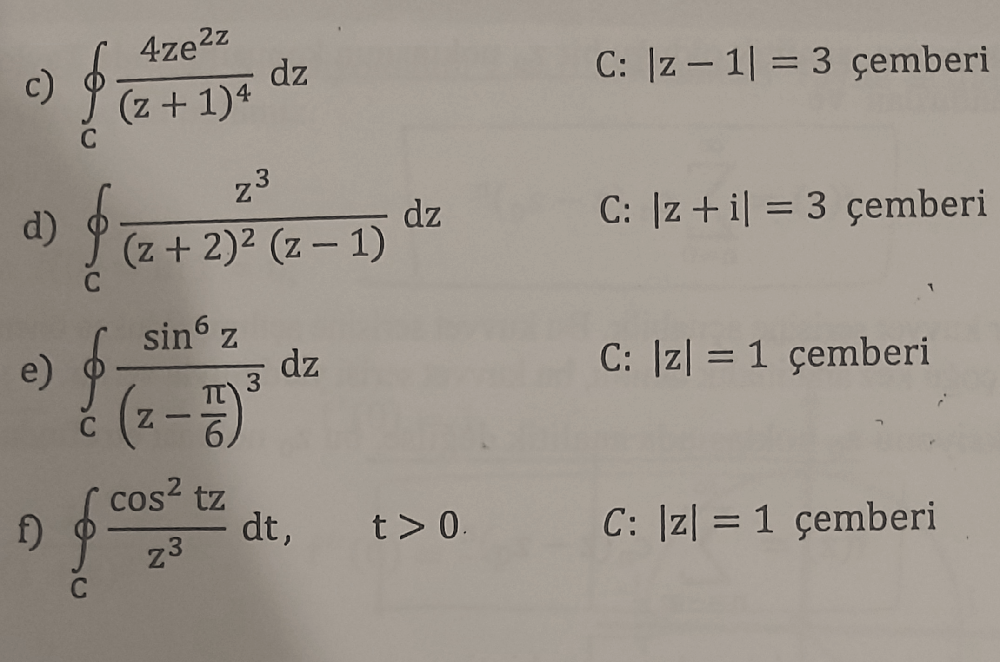 c) ∮_C 4ze^{2z} / (z + 1)^4 dz C: |z − 1| = 3 çemberi
d) ∮_C z^3 / (z + 2)^2 (z − 1) dz C: |z + i| = 3 çemberi
e) ∮_C sin^6 z / (z − π/6)^3 dz C: |z| = 1 çemberi
f) ∮_C cos^2 tz / z^3 dt, t > 0. C: |z| = 1 çemberi